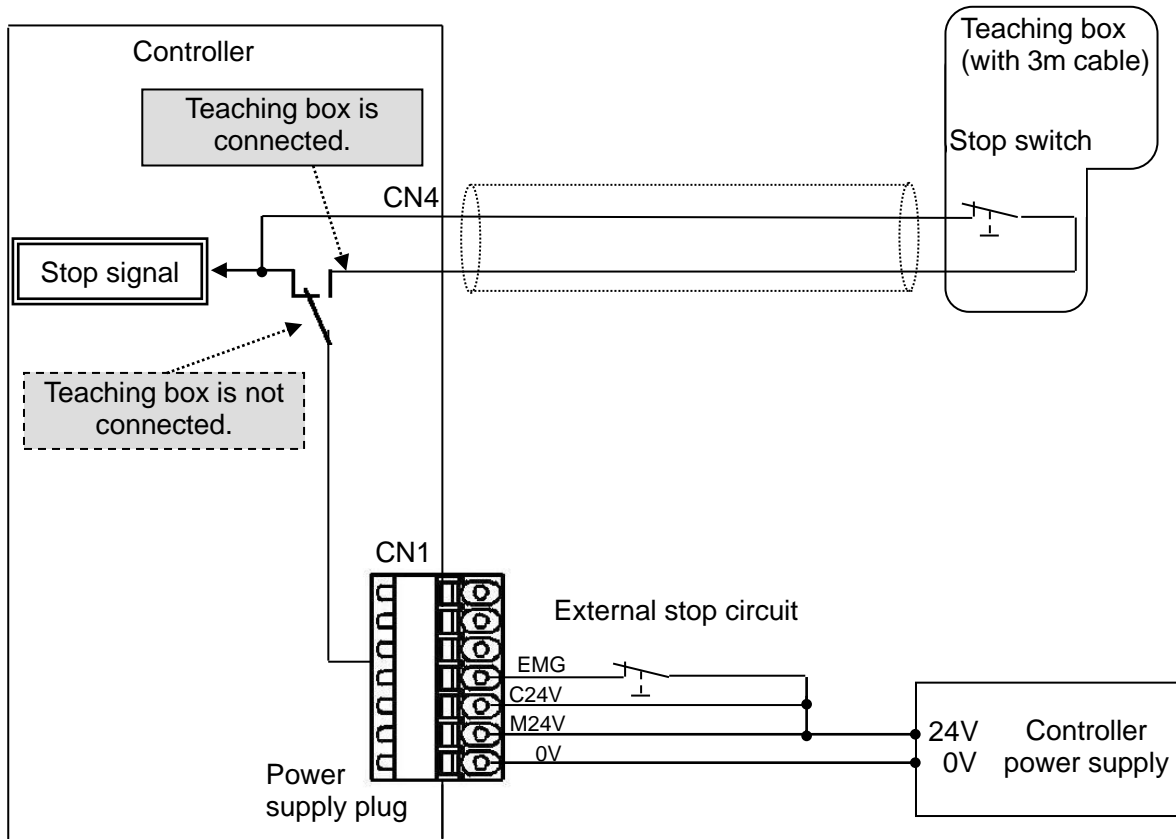 Controller
Teaching box
(with 3m cable)
Teaching box is
connected.
Stop switch
CN4
Stop signal
Teaching box is not
connected.
CN1
External stop circuit
EMG
C24V
M24V
0V
24V
0V
Controller
power supply
Power
supply plug